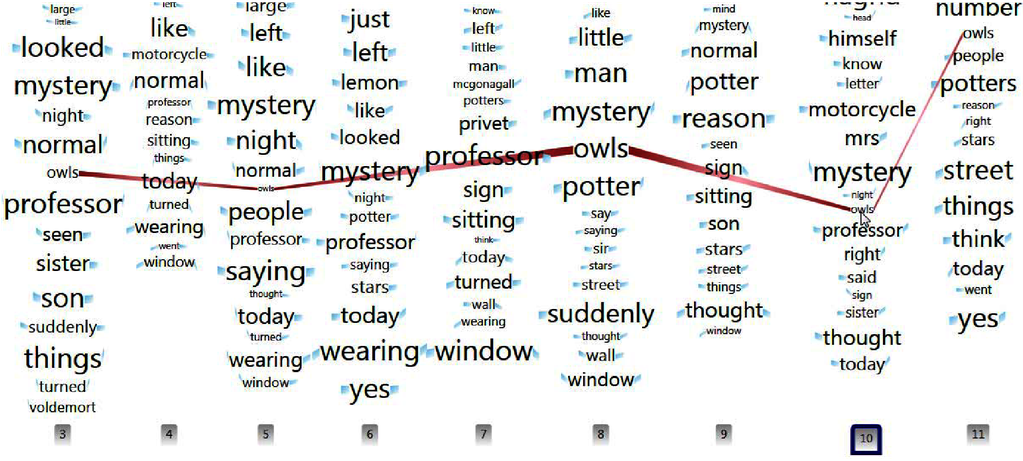 large
little
looked
mystery
night
normal
owls
professor
seen
sister
son
suddenly
things
turned
voldemort
3
left
like
motorcycle
normal
professor
reason
sitting
things
today
turned
wearing
went
window
4
large
left
like
mystery
night
normal
owls
people
professor
saying
thought
today
turned
wearing
window
5
just
left
lemon
like
looked
mystery
night
potter
professor
saying
stars
today
wearing
yes
6
know
left
little
man
mcgonagall
potters
privet
professor
sign
sitting
think
today
turned
wall
wearing
window
7
like
little
man
mystery
owls
potter
say
saying
sir
stars
street
suddenly
thought
wall
window
8
mind
mystery
normal
potter
reason
seen
sign
sitting
son
stars
street
things
thought
window
9
hagrid
head
himself
know
letter
motorcycle
mrs
mystery
night
owls
professor
right
said
sign
sister
thought
today
10
number
owls
people
potters
reason
right
stars
street
things
think
today
went
yes
11